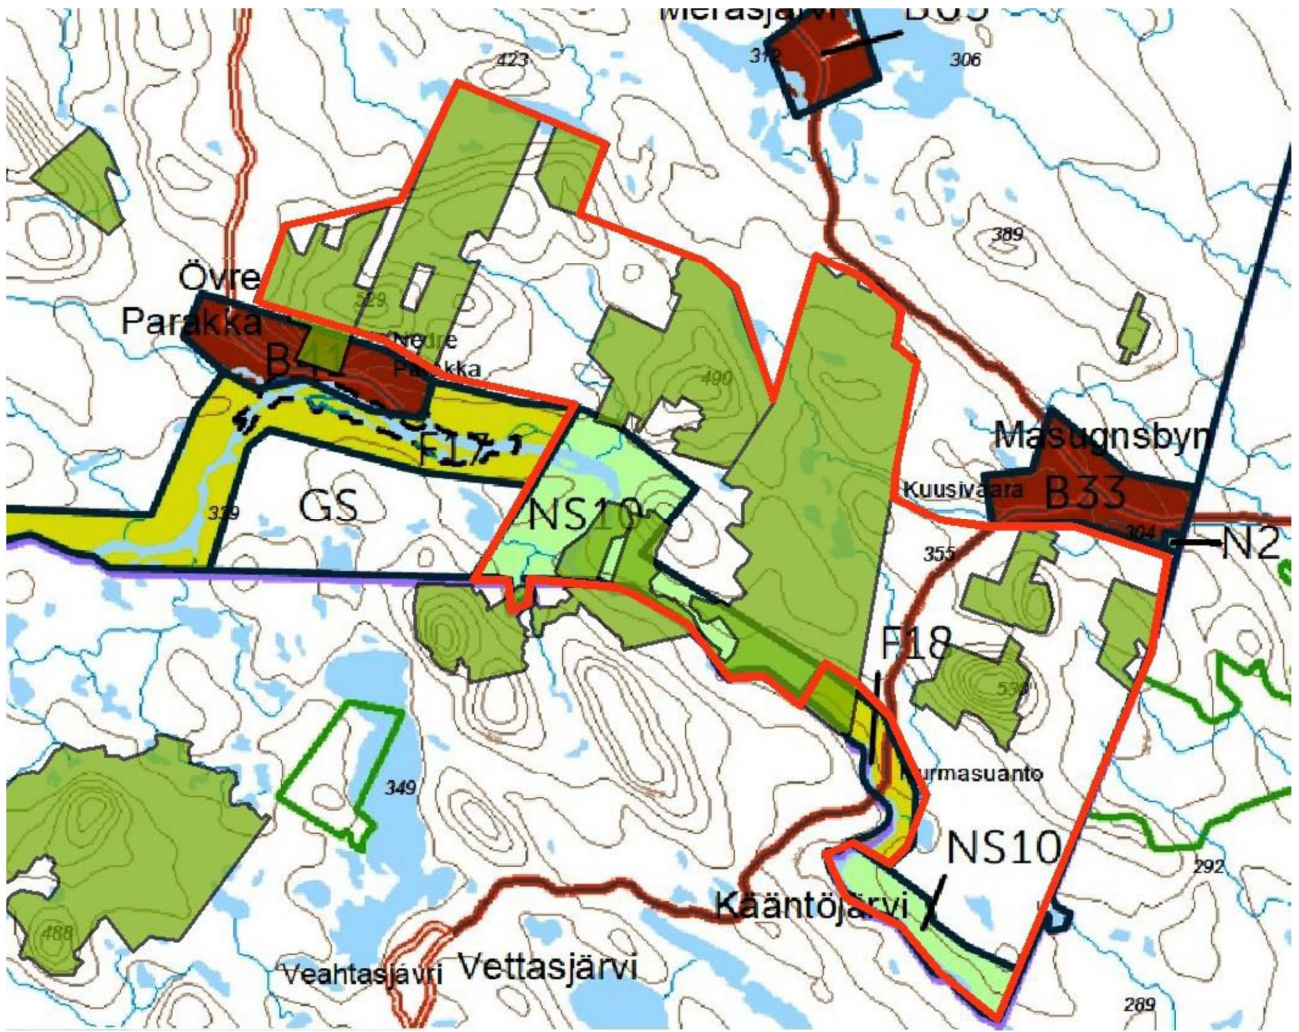 Merasjärvi
B65
423
312
306
389
Övre
Parakka
529
Nedre
Parakka
B41
490
F17
Masugnsbyn
Kuusivaara
B33
339
GS
NS10
304
N2
355
F18
530
Kurmasuanto
349
NS10
292
Kääntöjärvi
488
Veahtasjávri
Vettasjärvi
289